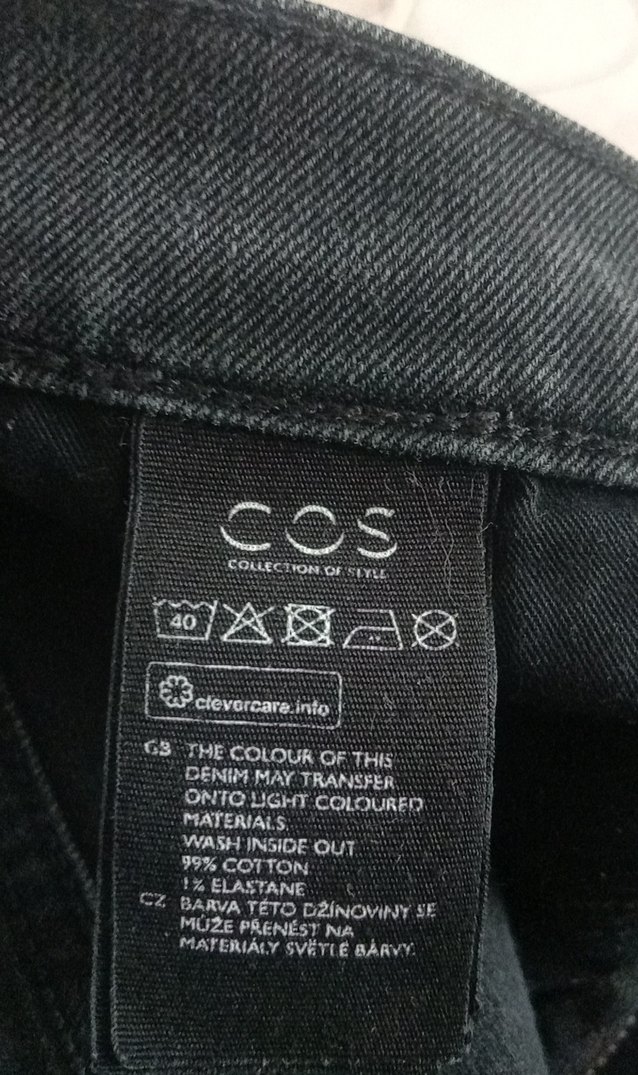 COS
COLLECTION OF STYLE
40
clevercare.info
GB THE COLOUR OF THIS
DENIM MAY TRANSFER
ONTO LIGHT COLOURED
MATERIALS.
WASH INSIDE OUT
99% COTTON
1% ELASTANE
CZ BARVA TÉTO DŽÍNOVINY SE
MŮŽE PŘENÉST NA
MATERIÁLY SVĚTLÉ BARVY.